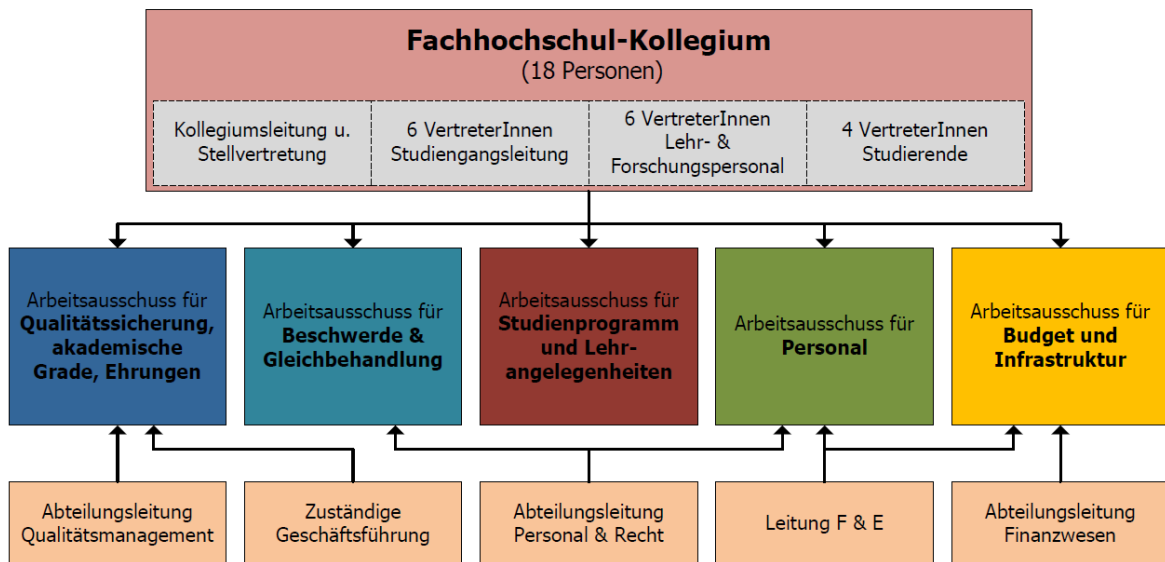 Fachhochschul-Kollegium
(18 Personen)
Kollegiumsleitung u.
Stellvertretung
6 VertreterInnen
Studiengangsleitung
6 VertreterInnen
Lehr- &
Forschungspersonal
4 VertreterInnen
Studierende
Arbeitsausschuss für
Qualitätssicherung,
akademische
Grade, Ehrungen
Arbeitsausschuss für
Beschwerde &
Gleichbehandlung
Arbeitsausschuss für
Studienprogramm
und Lehr-
angelegenheiten
Arbeitsausschuss für
Personal
Arbeitsausschuss für
Budget und
Infrastruktur
Abteilungsleitung
Qualitätsmanagement
Zuständige
Geschäftsführung
Abteilungsleitung
Personal & Recht
Leitung F & E
Abteilungsleitung
Finanzwesen